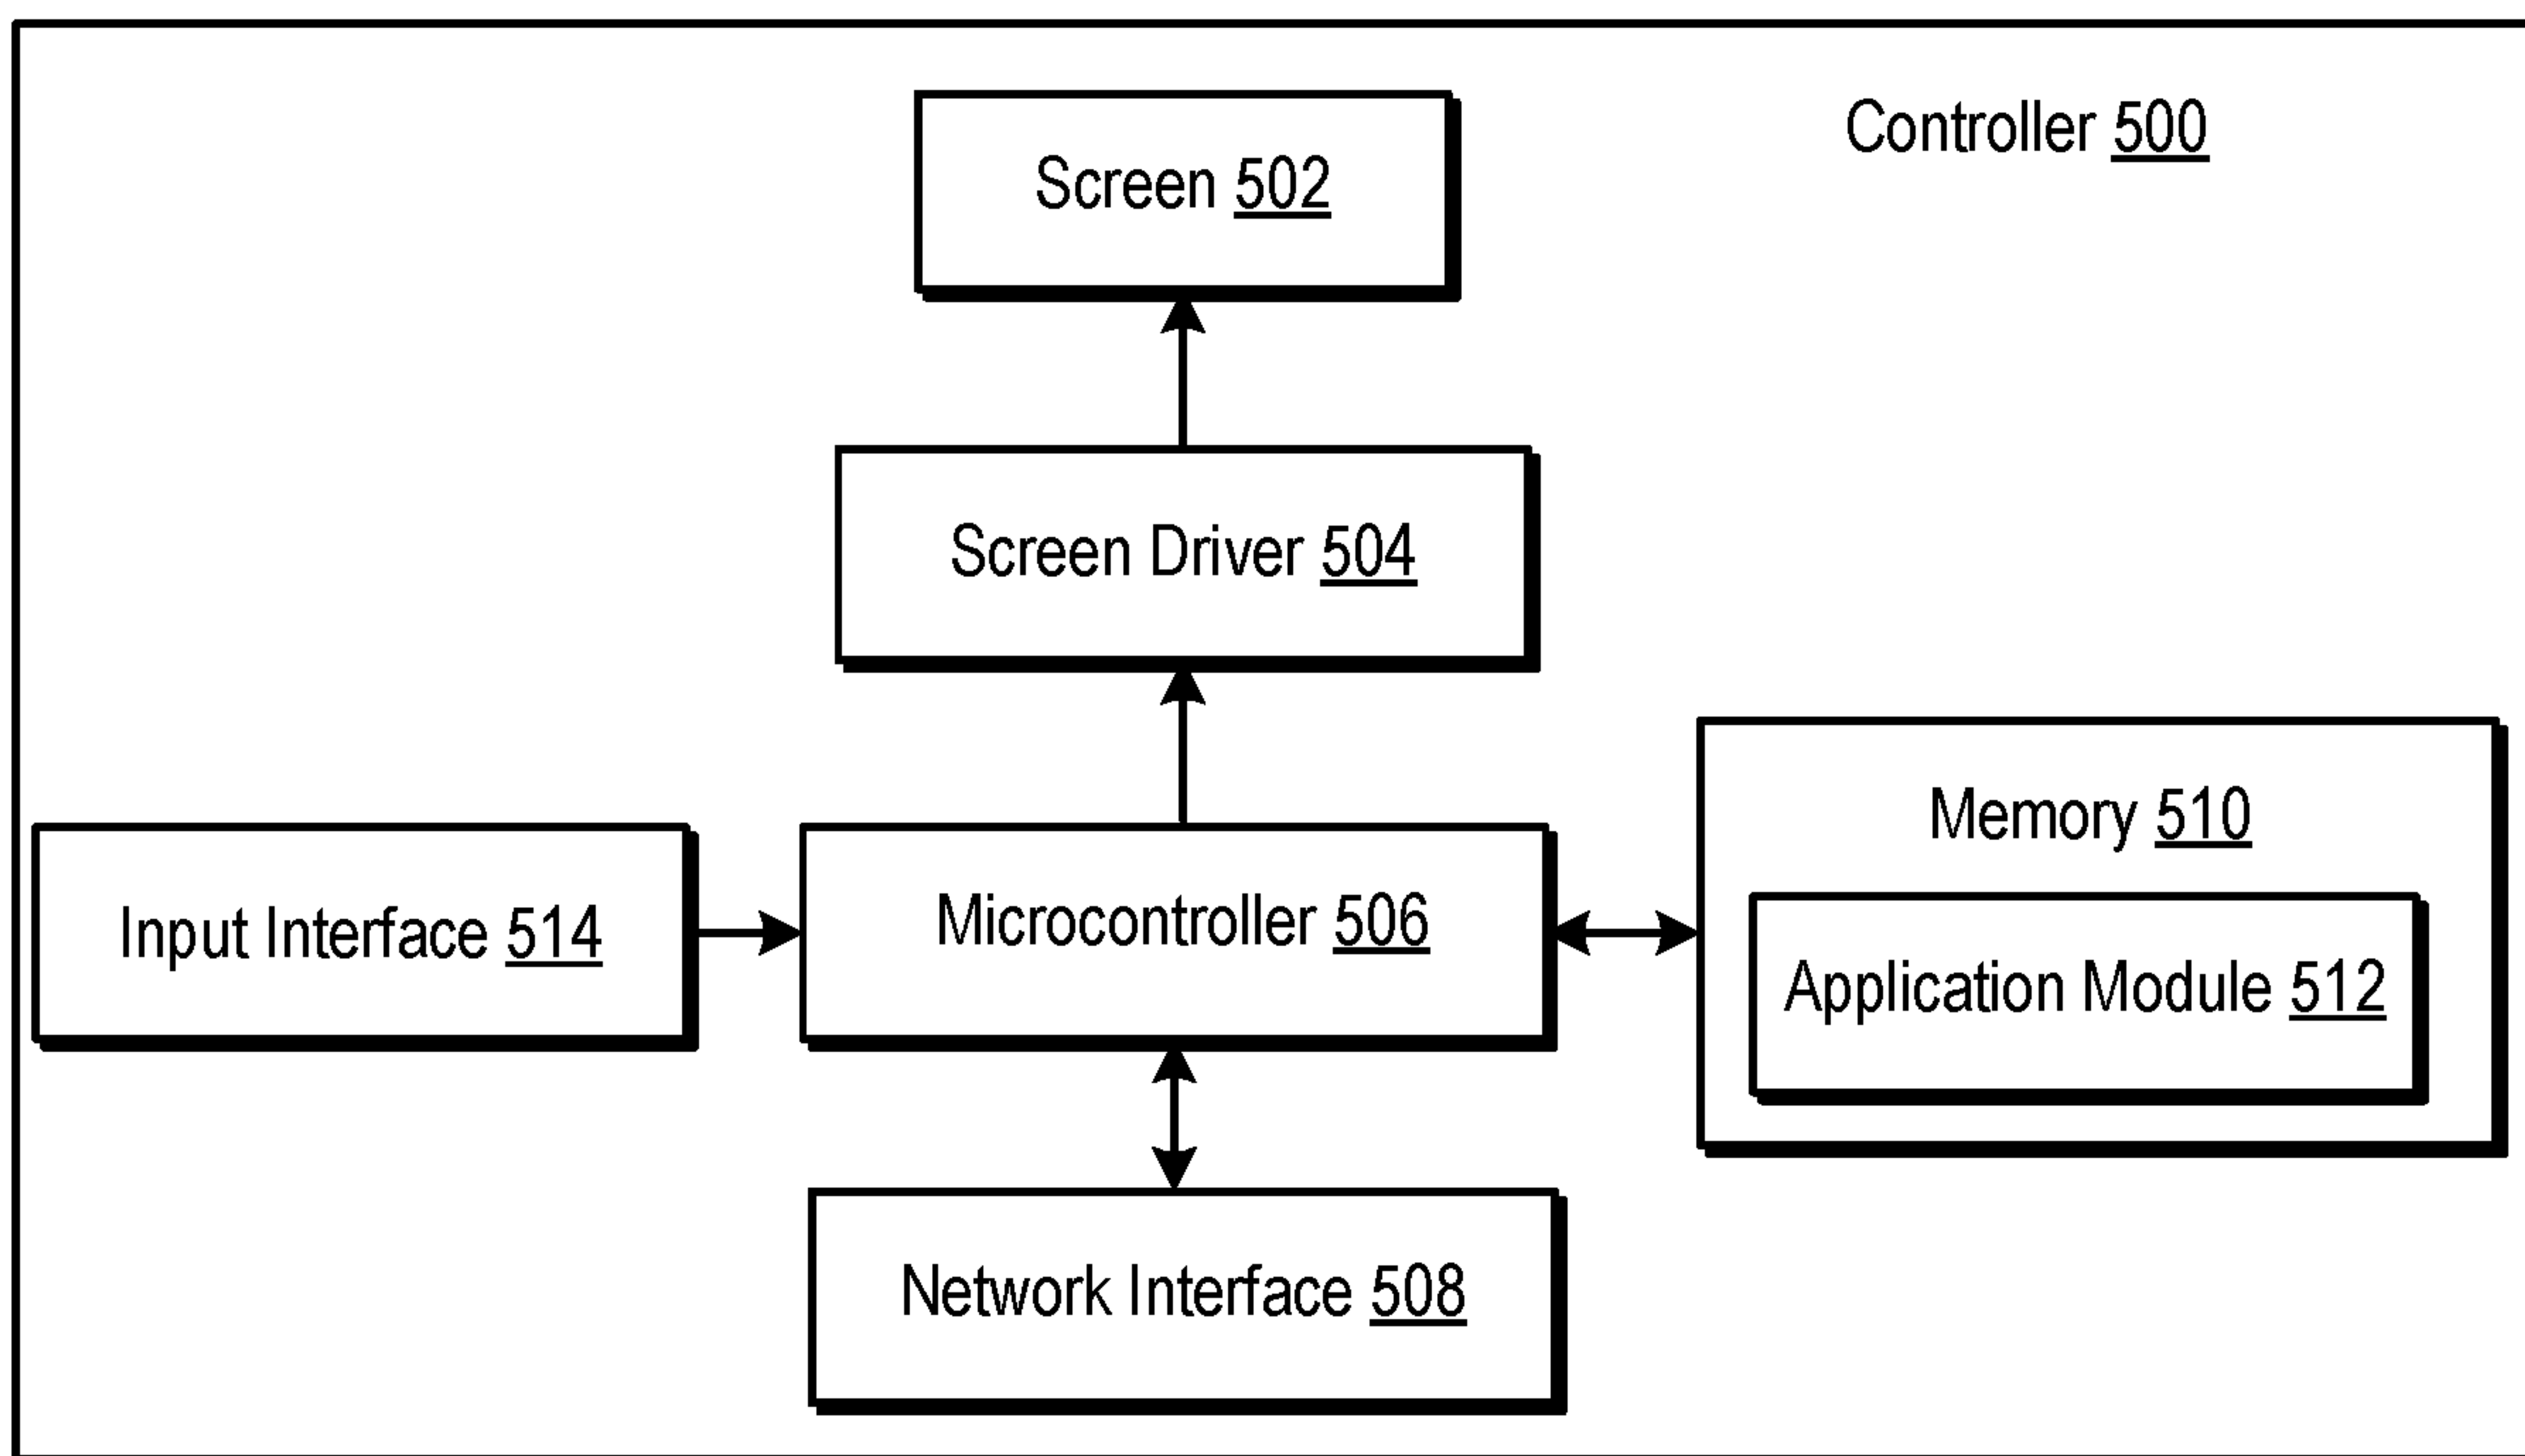 Controller 500
Screen 502
Screen Driver 504
Memory 510
Input Interface 514
Microcontroller 506
Application Module 512
Network Interface 508